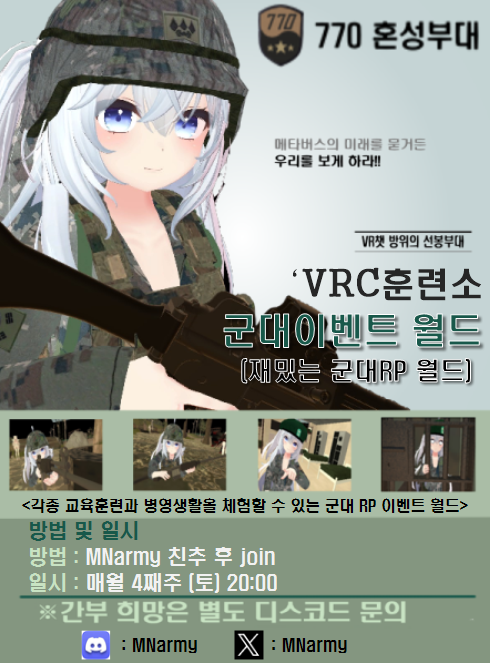 770
770 혼성부대
메타버스의 미래를 묻거든
우리를 보게 하라!!
VR챗 방위의 선봉부대
‘VRC훈련소
군대이벤트 월드
(재밌는 군대RP 월드)
<각종 교육훈련과 병영생활을 체험할 수 있는 군대 RP 이벤트 월드>
방법 및 일시
방법 : MNarmy 친추 후 join
일시 : 매월 4째주 (토) 20:00
※간부 희망은 별도 디스코드 문의
: MNarmy
: MNarmy